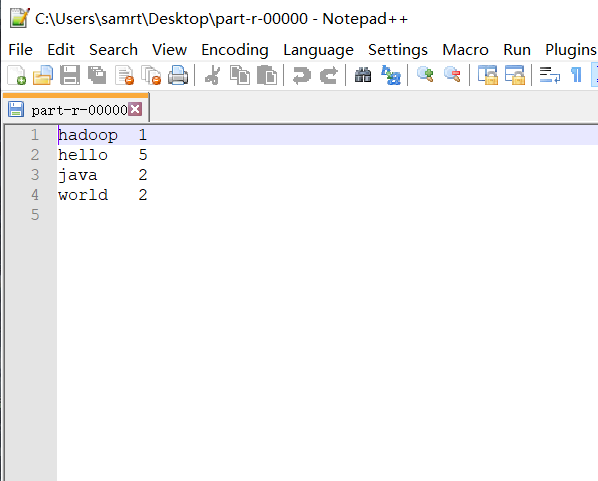 C:\Users\samrt\Desktop\part-r-00000 - Notepad++
File Edit Search View Encoding Language Settings Macro Run Plugins
part-r-00000
1 hadoop 1
2 hello 5
3 java 2
4 world 2
5